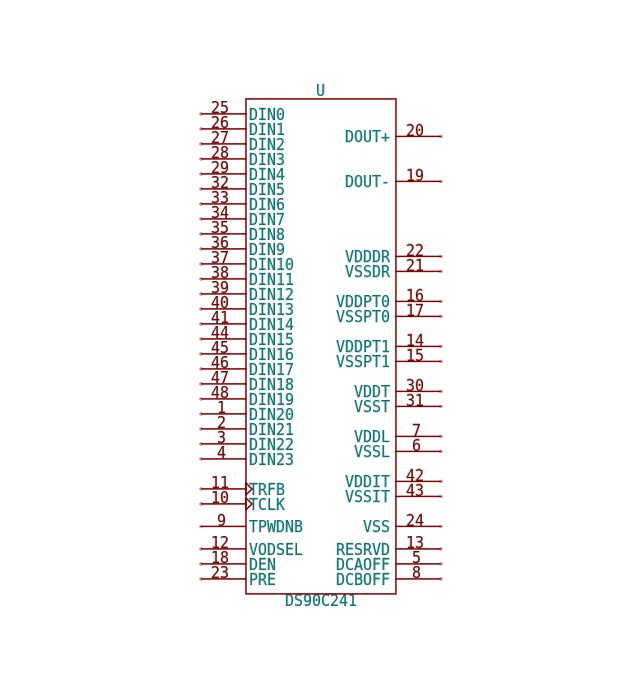 U
25 DIN0
26 DIN1
27 DIN2
28 DIN3
29 DIN4
32 DIN5
33 DIN6
34 DIN7
35 DIN8
36 DIN9
37 DIN10
38 DIN11
39 DIN12
40 DIN13
41 DIN14
44 DIN15
45 DIN16
46 DIN17
47 DIN18
48 DIN19
1 DIN20
2 DIN21
3 DIN22
4 DIN23
11 TRFB
10 TCLK
9 TPWDNB
12 VODSEL
18 DEN
23 PRE
DOUT+ 20
DOUT- 19
VDDDR 22
VSSDR 21
VDDPT0 16
VSSPT0 17
VDDPT1 14
VSSPT1 15
VDDT 30
VSST 31
VDDL 7
VSSL 6
VDDIT 42
VSSIT 43
VSS 24
RESRVD 13
DCAOFF 5
DCBOFF 8
DS90C241